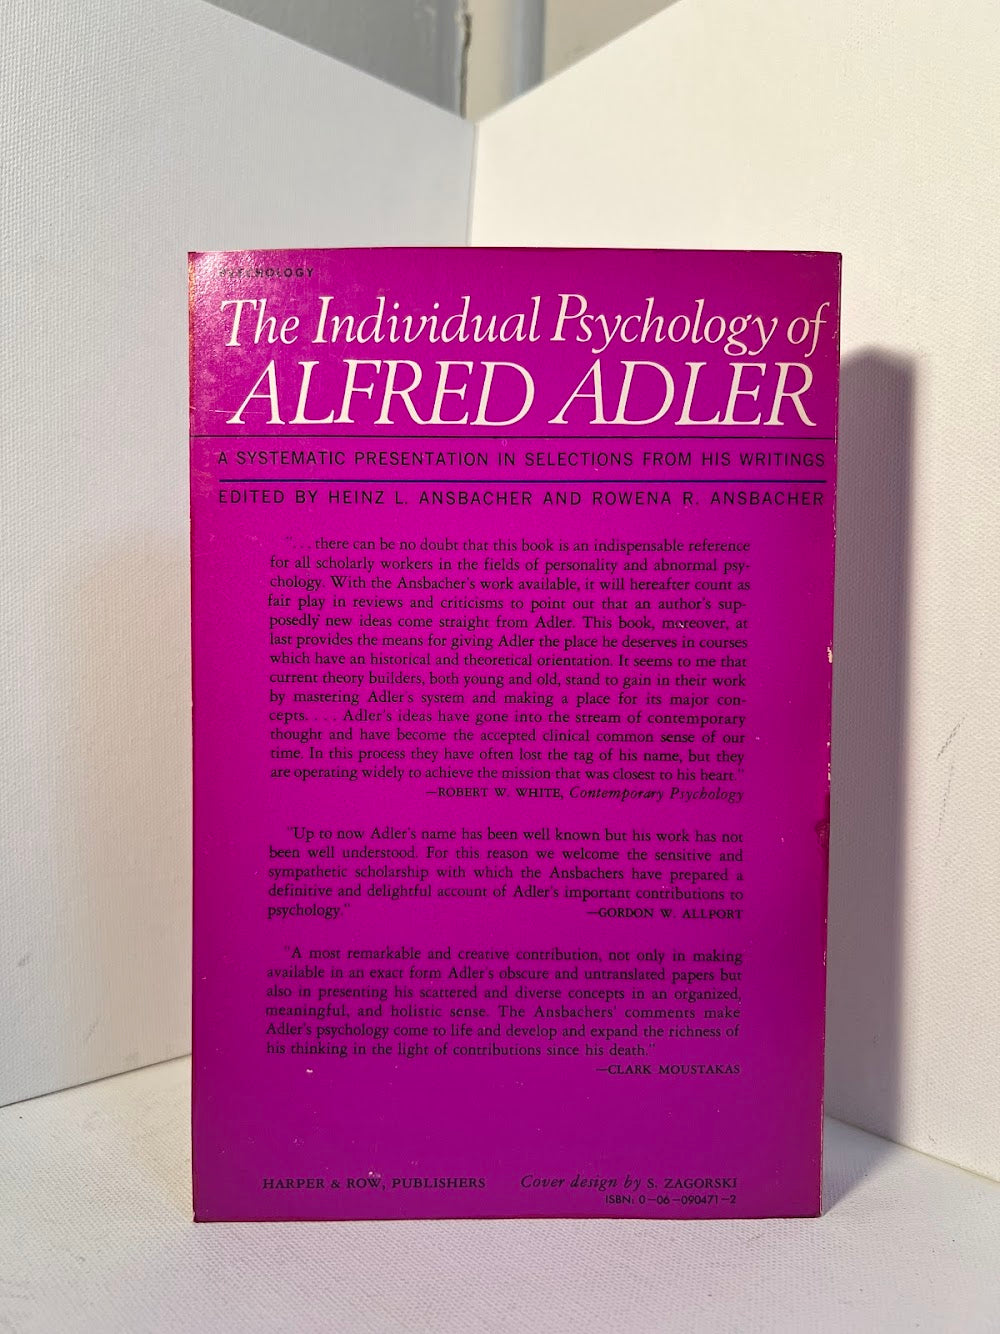 PSYCHOLOGY
The Individual Psychology of
ALFRED ADLER
A SYSTEMATIC PRESENTATION IN SELECTIONS FROM HIS WRITINGS
EDITED BY HEINZ L. ANSBACHER AND ROWENA R. ANSBACHER
"... there can be no doubt that this book is an indispensable reference
for all scholarly workers in the fields of personality and abnormal psy-
chology. With the Ansbacher's work available, it will hereafter count as
fair play in reviews and criticisms to point out that an author's sup-
posedly new ideas come straight from Adler. This book, moreover, at
last provides the means for giving Adler the place he deserves in courses
which have an historical and theoretical orientation. It seems to me that
current theory builders, both young and old, stand to gain in their work
by mastering Adler's system and making a place for its major con-
cepts. . . . Adler's ideas have gone into the stream of contemporary
thought and have become the accepted clinical common sense of our
time. In this process they have often lost the tag of his name, but they
are operating widely to achieve the mission that was closest to his heart."
—ROBERT W. WHITE, Contemporary Psychology
"Up to now Adler's name has been well known but his work has not
been well understood. For this reason we welcome the sensitive and
sympathetic scholarship with which the Ansbachers have prepared a
definitive and delightful account of Adler's important contributions to
psychology." —GORDON W. ALLPORT
"A most remarkable and creative contribution, not only in making
available in an exact form Adler's obscure and untranslated papers but
also in presenting his scattered and diverse concepts in an organized,
meaningful, and holistic sense. The Ansbachers' comments make
Adler's psychology come to life and develop and expand the richness of
his thinking in the light of contributions since his death."
—CLARK MOUSTAKAS
HARPER & ROW, PUBLISHERS Cover design by S. ZAGORSKI
ISBN: 0-06-090471-2